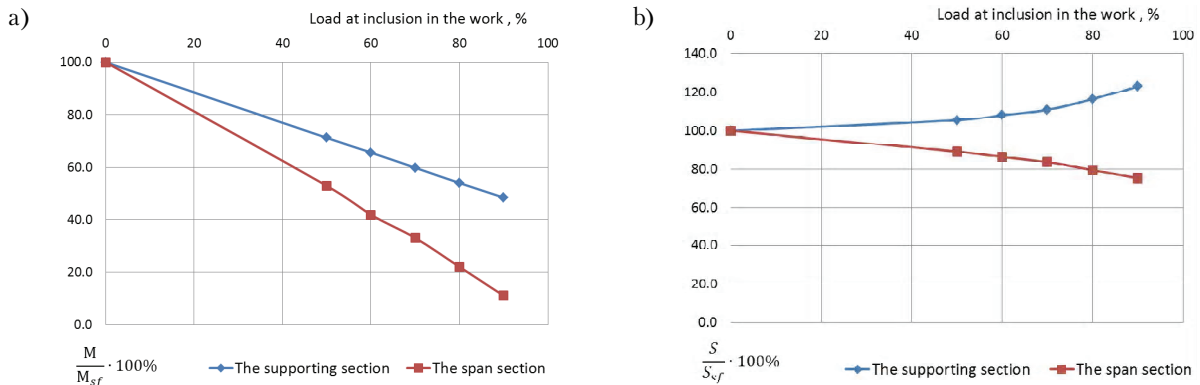 a)
Load at inclusion in the work , %
0 20 40 60 80 100
100.0
80.0
60.0
40.0
20.0
0.0
M
M_sf · 100%
The supporting section The span section
b)
Load at inclusion in the work , %
0 20 40 60 80 100
140.0
120.0
100.0
80.0
60.0
40.0
20.0
0.0
S
S_sf · 100%
The supporting section The span section